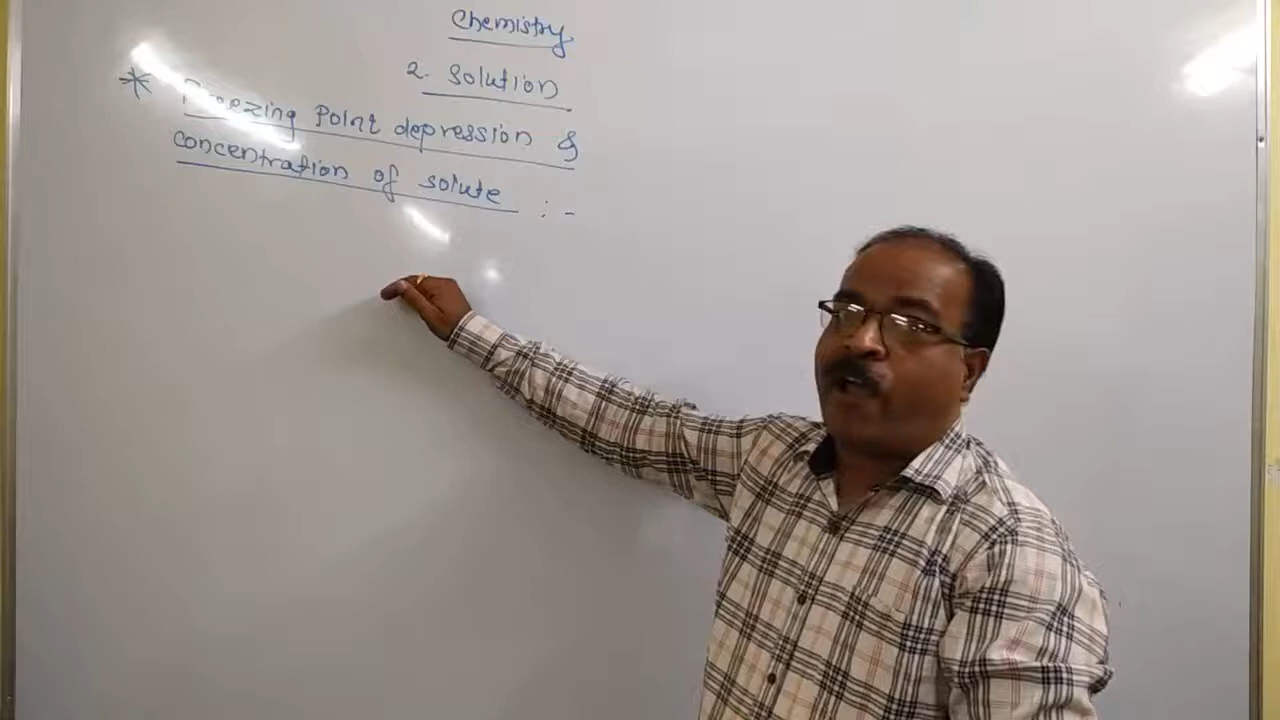 Chemistry
2. Solution
* Freezing Point depression &
concentration of solute :-